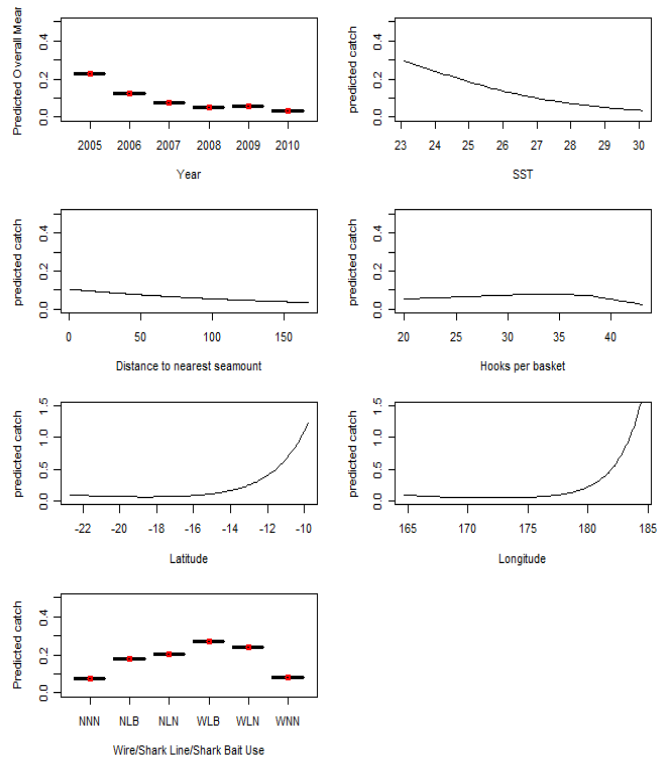 Predicted Overall Mear
0.0 0.2 0.4
2005 2006 2007 2008 2009 2010
Year
predicted catch
0.0 0.2 0.4
23 24 25 26 27 28 29 30
SST
predicted catch
0.0 0.2 0.4
0 50 100 150
Distance to nearest seamount
predicted catch
0.0 0.2 0.4
20 25 30 35 40
Hooks per basket
predicted catch
0.0 0.5 1.0 1.5
-22 -20 -18 -16 -14 -12 -10
Latitude
predicted catch
0.0 0.5 1.0 1.5
165 170 175 180 185
Longitude
Predicted catch
0.0 0.2 0.4
NNN NLB NLN WLB WLN WNN
Wire/Shark Line/Shark Bait Use